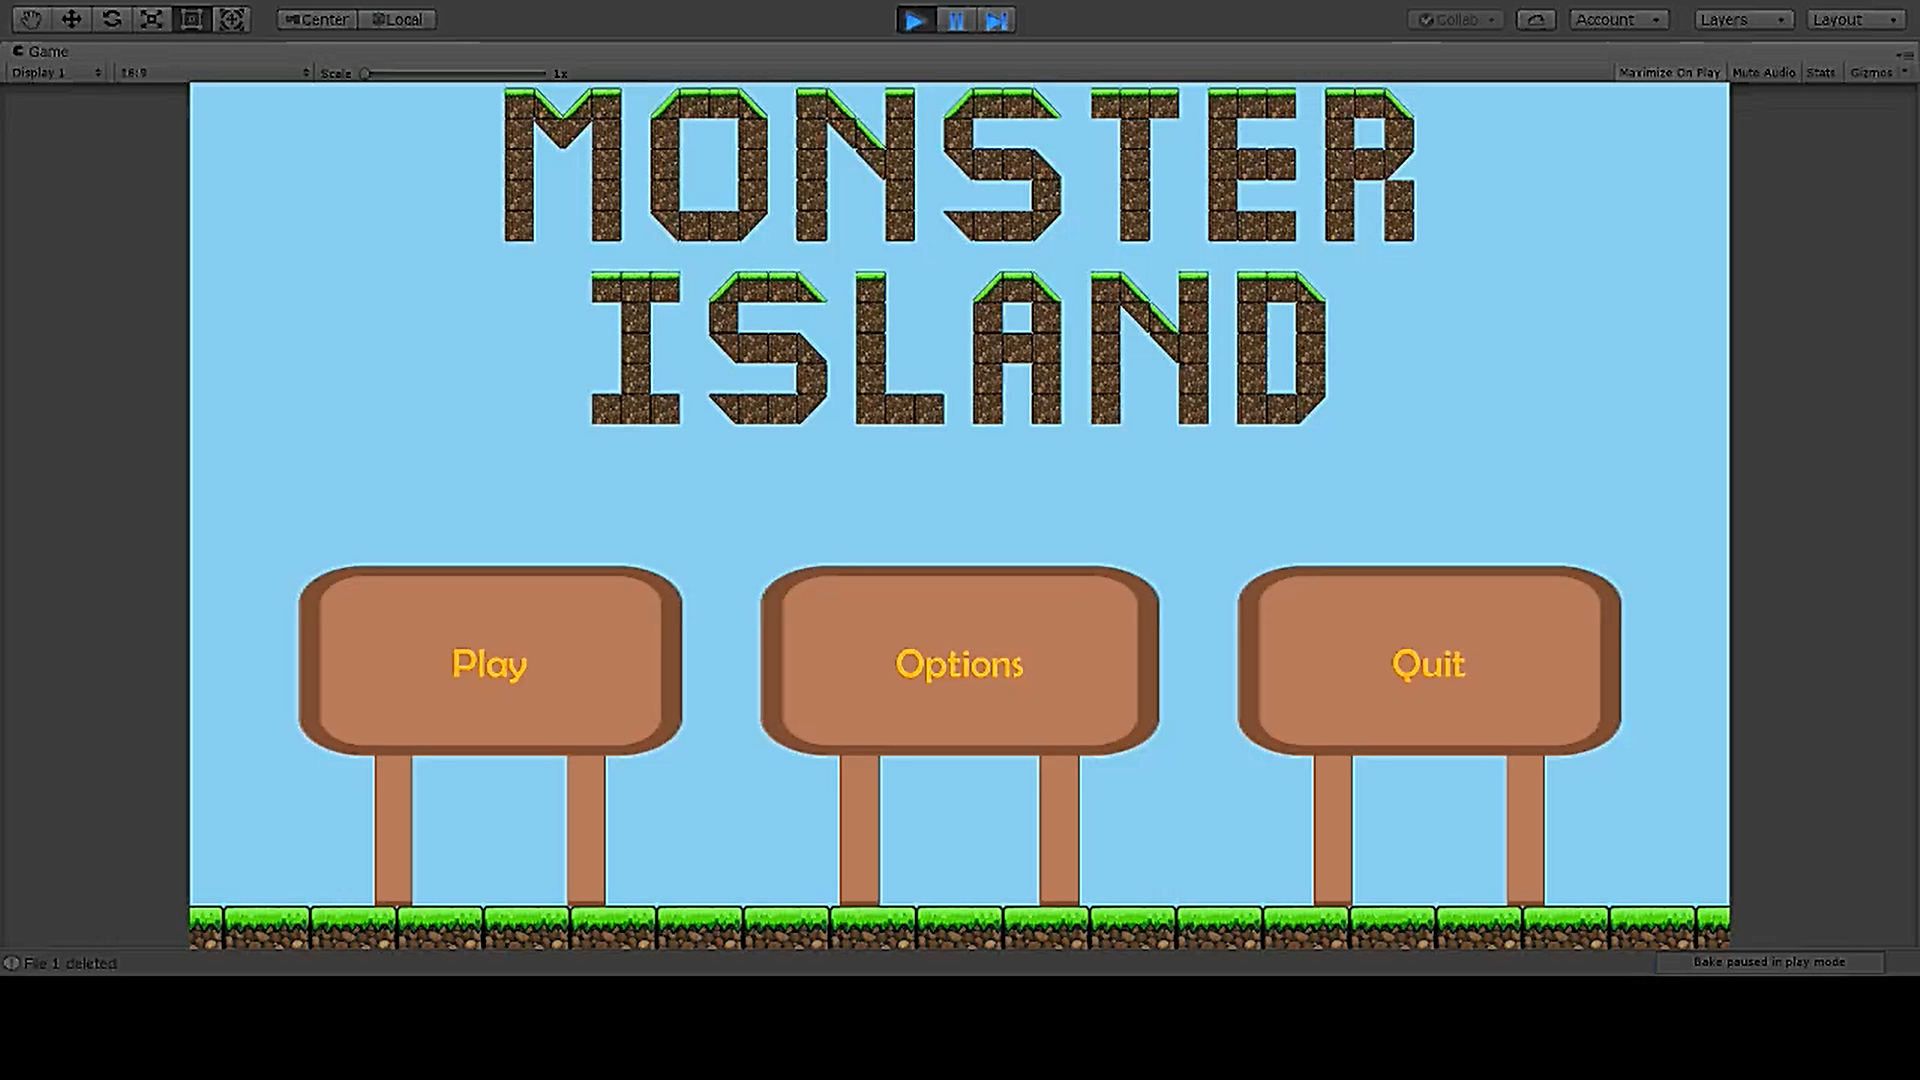 Center Local Collab Account Layers Layout
Game
Display 1 16:9 Scale 1x Maximize On Play Mute Audio Stats Gizmos
MONSTER
ISLAND
Play Options Quit
File 1 deleted Bake paused in play mode